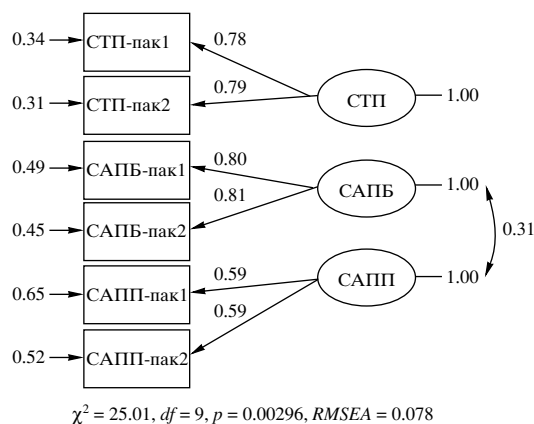 0.34 СТП-пак1 0.78
0.31 СТП-пак2 0.79 СТП 1.00
0.49 САПБ-пак1 0.80
0.45 САПБ-пак2 0.81 САПБ 1.00
0.31
0.65 САПП-пак1 0.59 САПП 1.00
0.52 САПП-пак2 0.59
χ² = 25.01, df = 9, p = 0.00296, RMSEA = 0.078